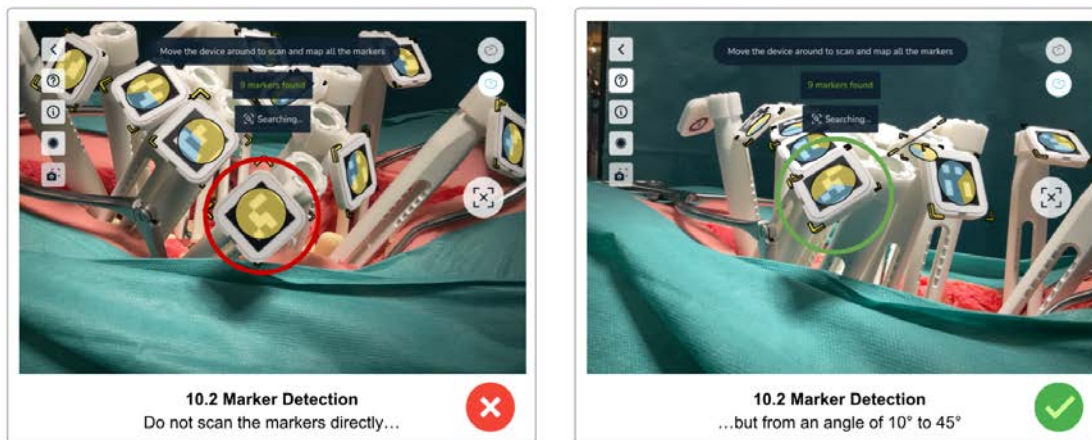 Move the device around to scan and map all the markers
9 markers found
Searching...
10.2 Marker Detection
Do not scan the markers directly...
Move the device around to scan and map all the markers
9 markers found
Searching...
10.2 Marker Detection
...but from an angle of 10° to 45°